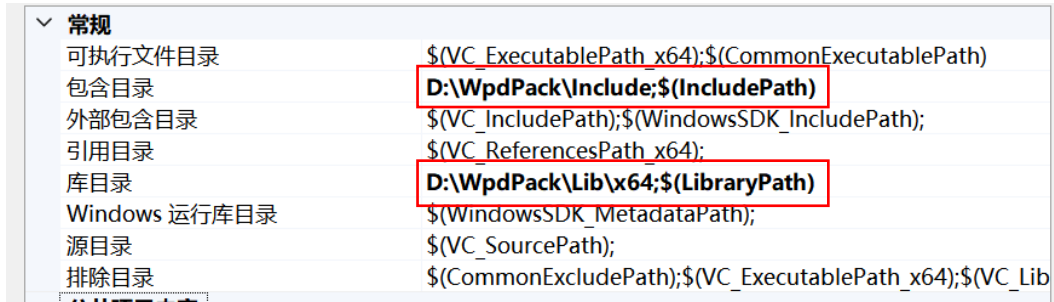 常规
可执行文件目录 $(VC_ExecutablePath_x64);$(CommonExecutablePath)
包含目录 D:\WpdPack\Include;$(IncludePath)
外部包含目录 $(VC_IncludePath);$(WindowsSDK_IncludePath);
引用目录 $(VC_ReferencesPath_x64);
库目录 D:\WpdPack\Lib\x64;$(LibraryPath)
Windows 运行库目录 $(WindowsSDK_MetadataPath);
源目录 $(VC_SourcePath);
排除目录 $(CommonExcludePath);$(VC_ExecutablePath_x64);$(VC_Lib